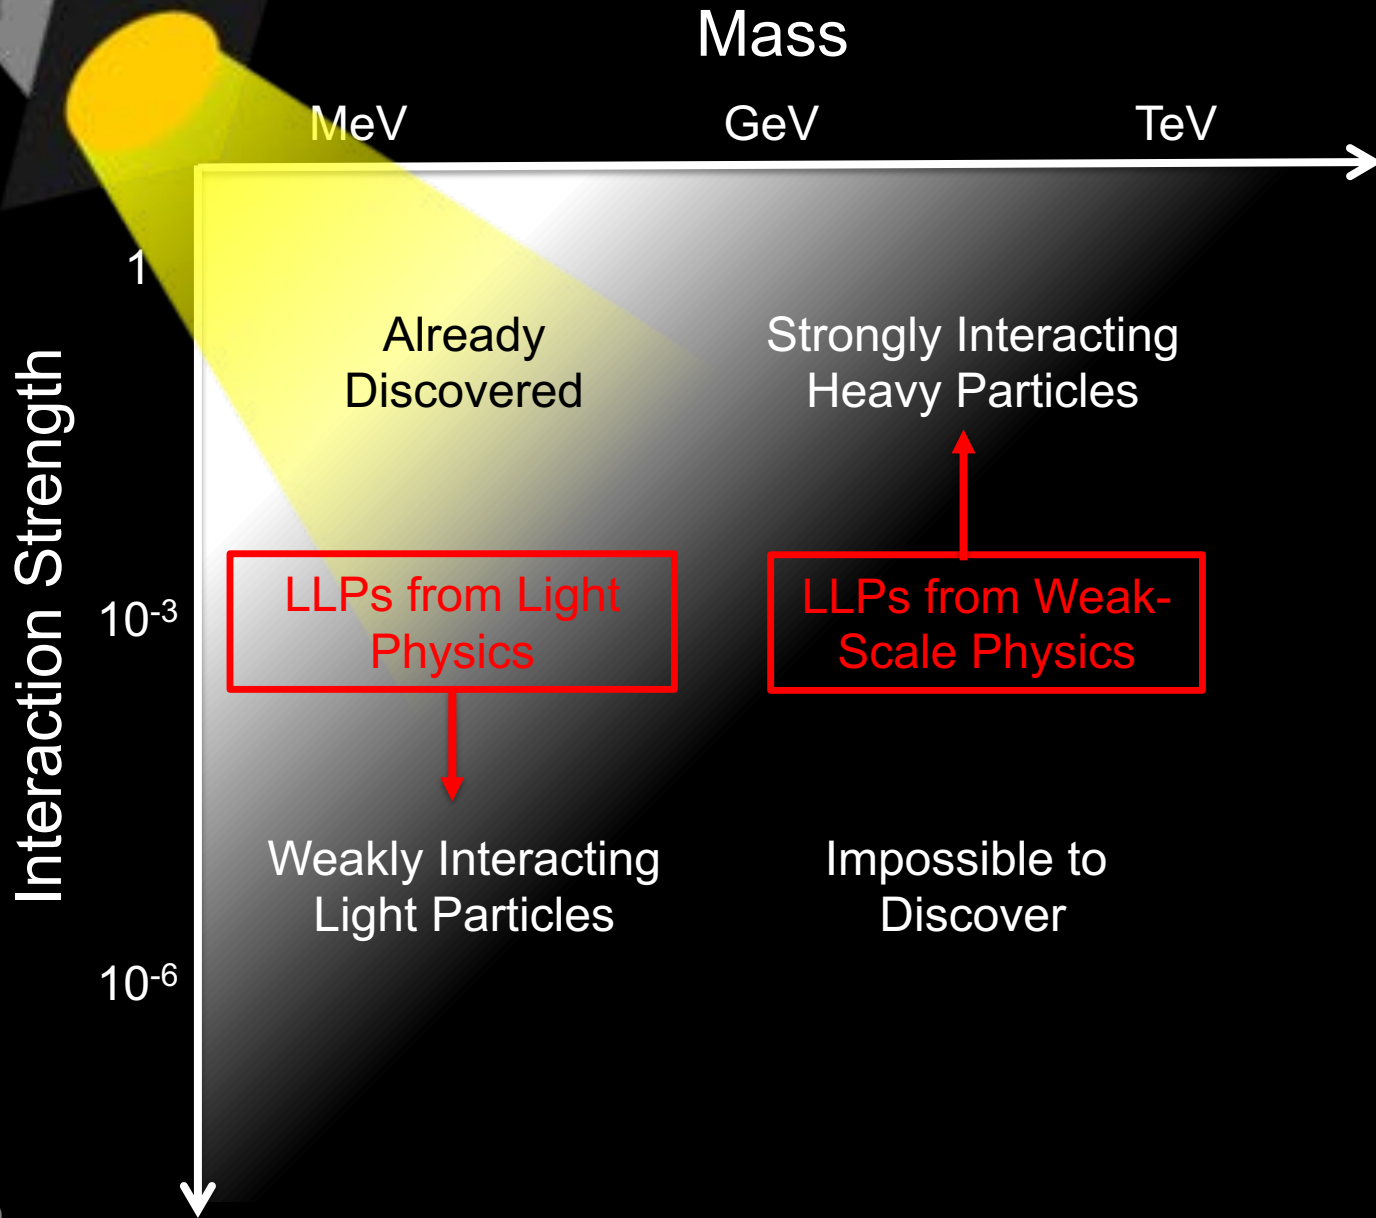 Mass
MeV GeV TeV
1
Already
Discovered
Strongly Interacting
Heavy Particles
Interaction Strength
10-3
LLPs from Light
Physics
LLPs from Weak-
Scale Physics
Weakly Interacting
Light Particles
Impossible to
Discover
10-6